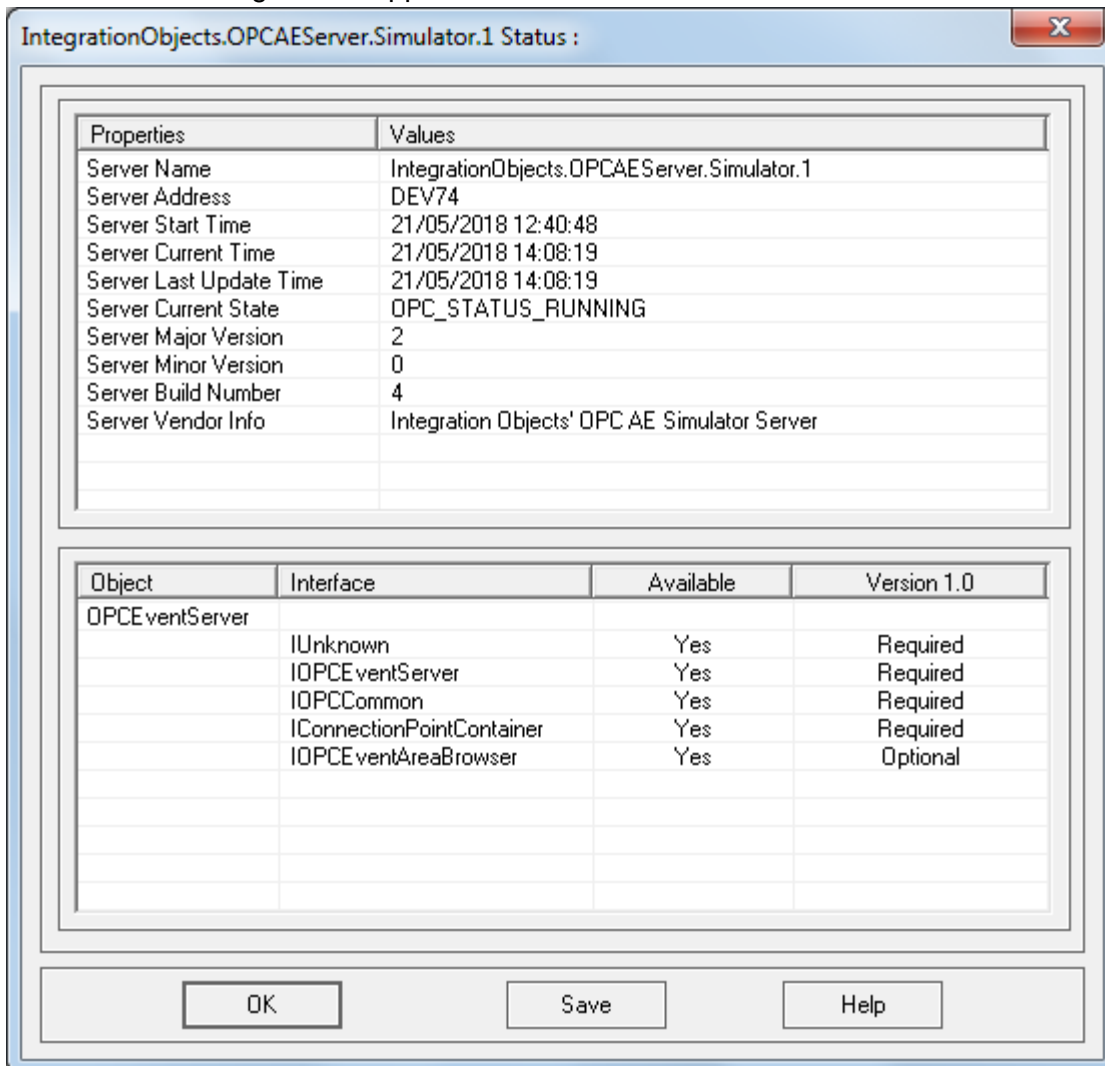 IntegrationObjects.OPCAEServer.Simulator.1 Status :
Properties Values
Server Name IntegrationObjects.OPCAEServer.Simulator.1
Server Address DEV74
Server Start Time 21/05/2018 12:40:48
Server Current Time 21/05/2018 14:08:19
Server Last Update Time 21/05/2018 14:08:19
Server Current State OPC_STATUS_RUNNING
Server Major Version 2
Server Minor Version 0
Server Build Number 4
Server Vendor Info Integration Objects' OPC AE Simulator Server
Object Interface Available Version 1.0
OPCEventServer
IUnknown Yes Required
IOPCEventServer Yes Required
IOPCCommon Yes Required
IConnectionPointContainer Yes Required
IOPCEventAreaBrowser Yes Optional
OK Save Help